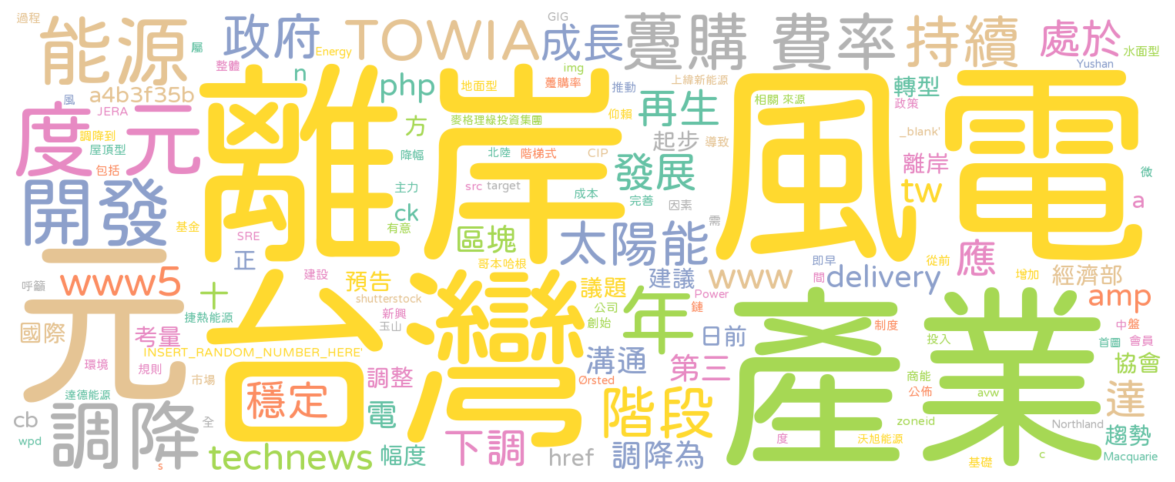 過程
能源
政府
TOWIA
GIG
成長
躉購
費率
持續
處於
水面型
屬
整體
Energy
img
躉購率
推動
上緯新能源
Yushan
a4b3f35b
n
php
地面型
再生
相關
來源
轉型
政策
風
JERA
調降到
屋頂型
包括
度
元
離岸
風電
方
麥格理綠投資集團
仰賴
起步
導致
_blank'
降幅
北陸
階梯式
CIP
發展
離岸
微
開發
主力
src
target
成本
完善
因素
tw
a
基金
SRE
ck
有意
區塊
太陽能
需
正
哥本哈根
即早
從前
應
呼籲
www5
建設
預告
議題
建議
www
間
delivery
增加
經濟部
元
台灣
年
產業
十
shutterstock
公司
Power
鏈
amp
國際
考量
捷熱能源
新興
玉山
創始
日前
制度
投入
中
盤
首圖
會員
INSERT_RANDOM_NUMBER_HERE'
環境
規則
市場
調整
溝通
第三
協會
達德能源
穩定
Ørsted
商能
公佈
avw
達
cb
調降
全
電
階段
zoneid
Northland
趨勢
wpd
technews
幅度
下調
href
調降為
度
沃旭能源
基礎
c
Macquarie
s